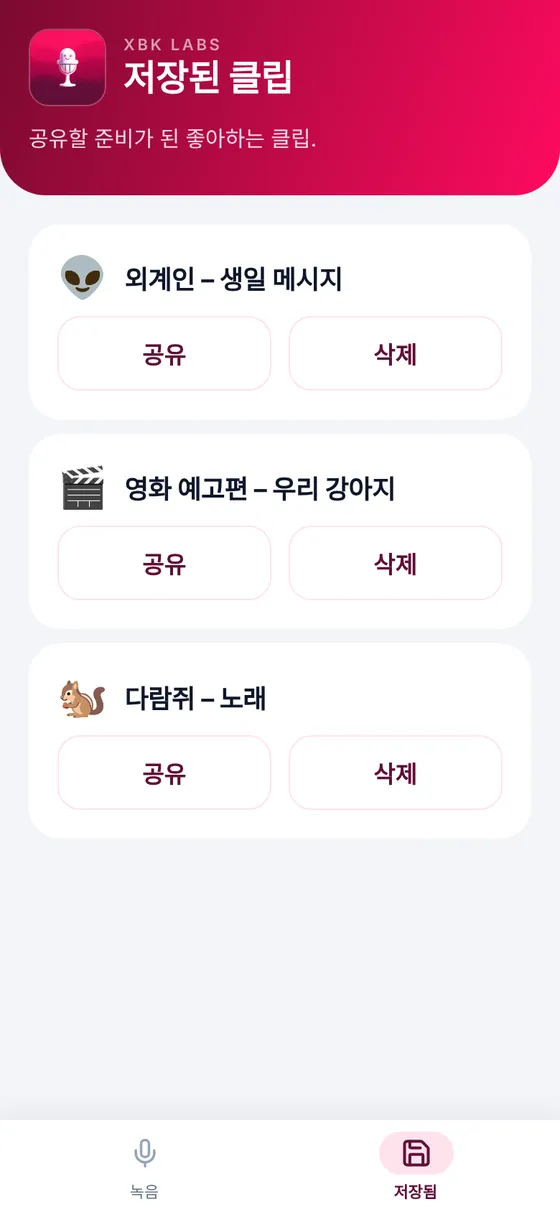 XBK LABS
저장된 클립
공유할 준비가 된 좋아하는 클립.
외계인 – 생일 메시지
공유
삭제
영화 예고편 – 우리 강아지
공유
삭제
다람쥐 – 노래
공유
삭제
녹음
저장됨